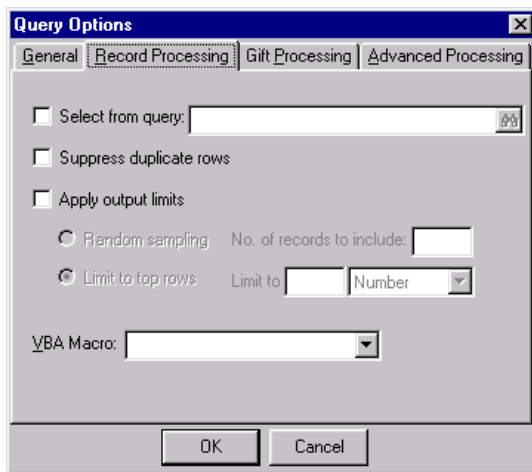 Query Options
General Record Processing Gift Processing Advanced Processing
Select from query:
Suppress duplicate rows
Apply output limits
Random sampling No. of records to include:
Limit to top rows Limit to Number
VBA Macro:
OK Cancel